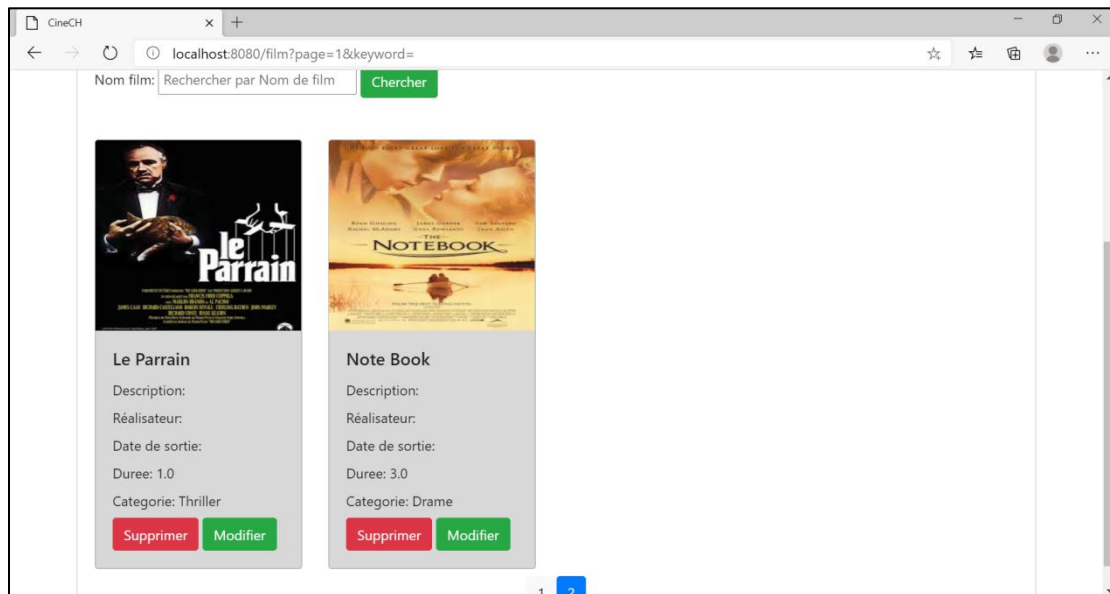 CineCH
localhost:8080/film?page=1&keyword=
Nom film: Rechercher par Nom de film Chercher
le
Parrain
THE
NOTEBOOK
Le Parrain
Description:
Réalisateur:
Date de sortie:
Duree: 1.0
Categorie: Thriller
Supprimer Modifier
Note Book
Description:
Réalisateur:
Date de sortie:
Duree: 3.0
Categorie: Drame
Supprimer Modifier
1 2